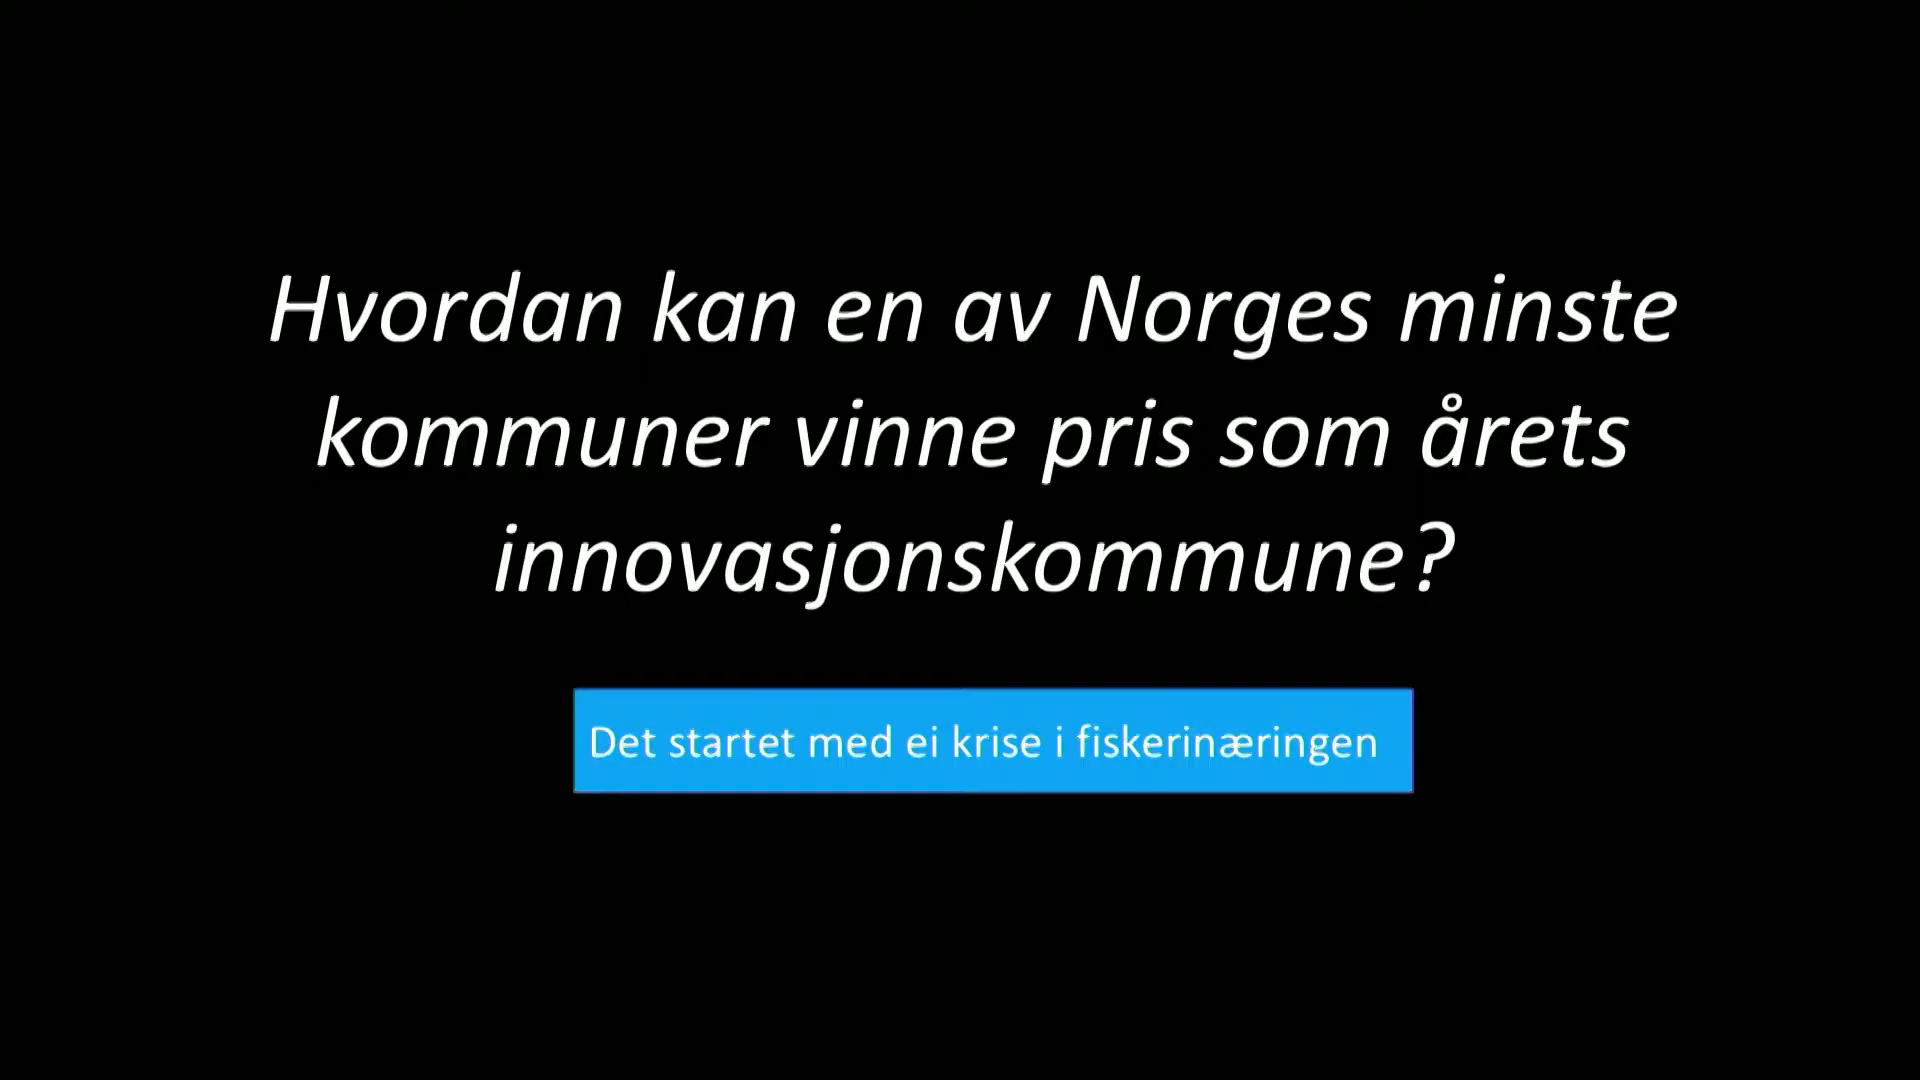 Hvordan kan en av Norges minste
kommuner vinne pris som årets
innovasjonskommune?
Det startet med ei krise i fiskerinæringen